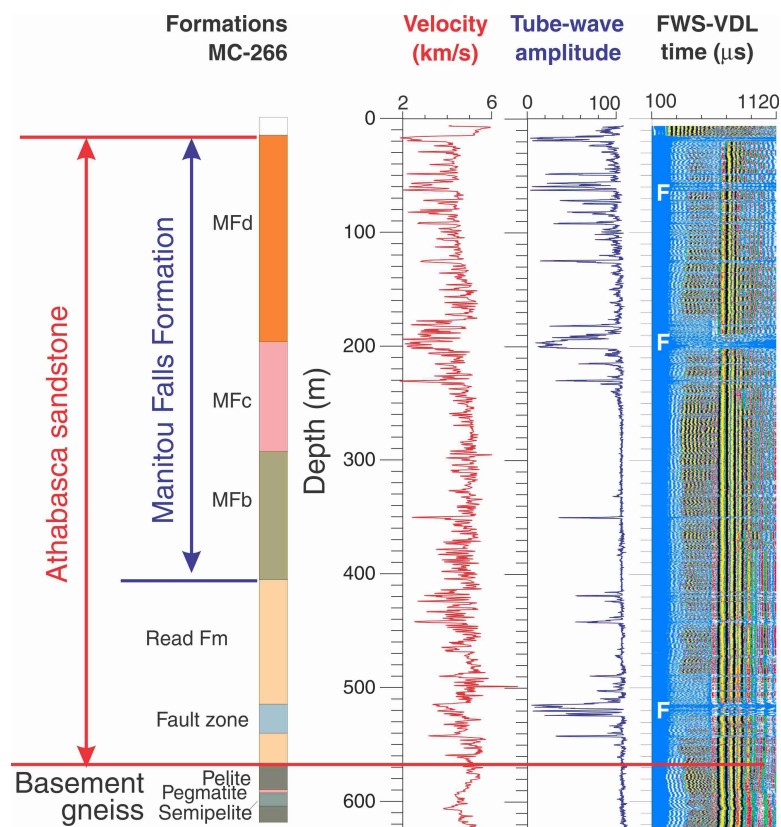 Formations
MC-266
Velocity
(km/s)
Tube-wave
amplitude
FWS-VDL
time (μs)
2 6
0 100
100 1120
0
100
200
300
400
500
600
Depth (m)
Athabasca sandstone
Manitou Falls Formation
MFd
MFc
MFb
Read Fm
Fault zone
Basement
gneiss
Pelite
Pegmatite
Semipelite
F
F
F